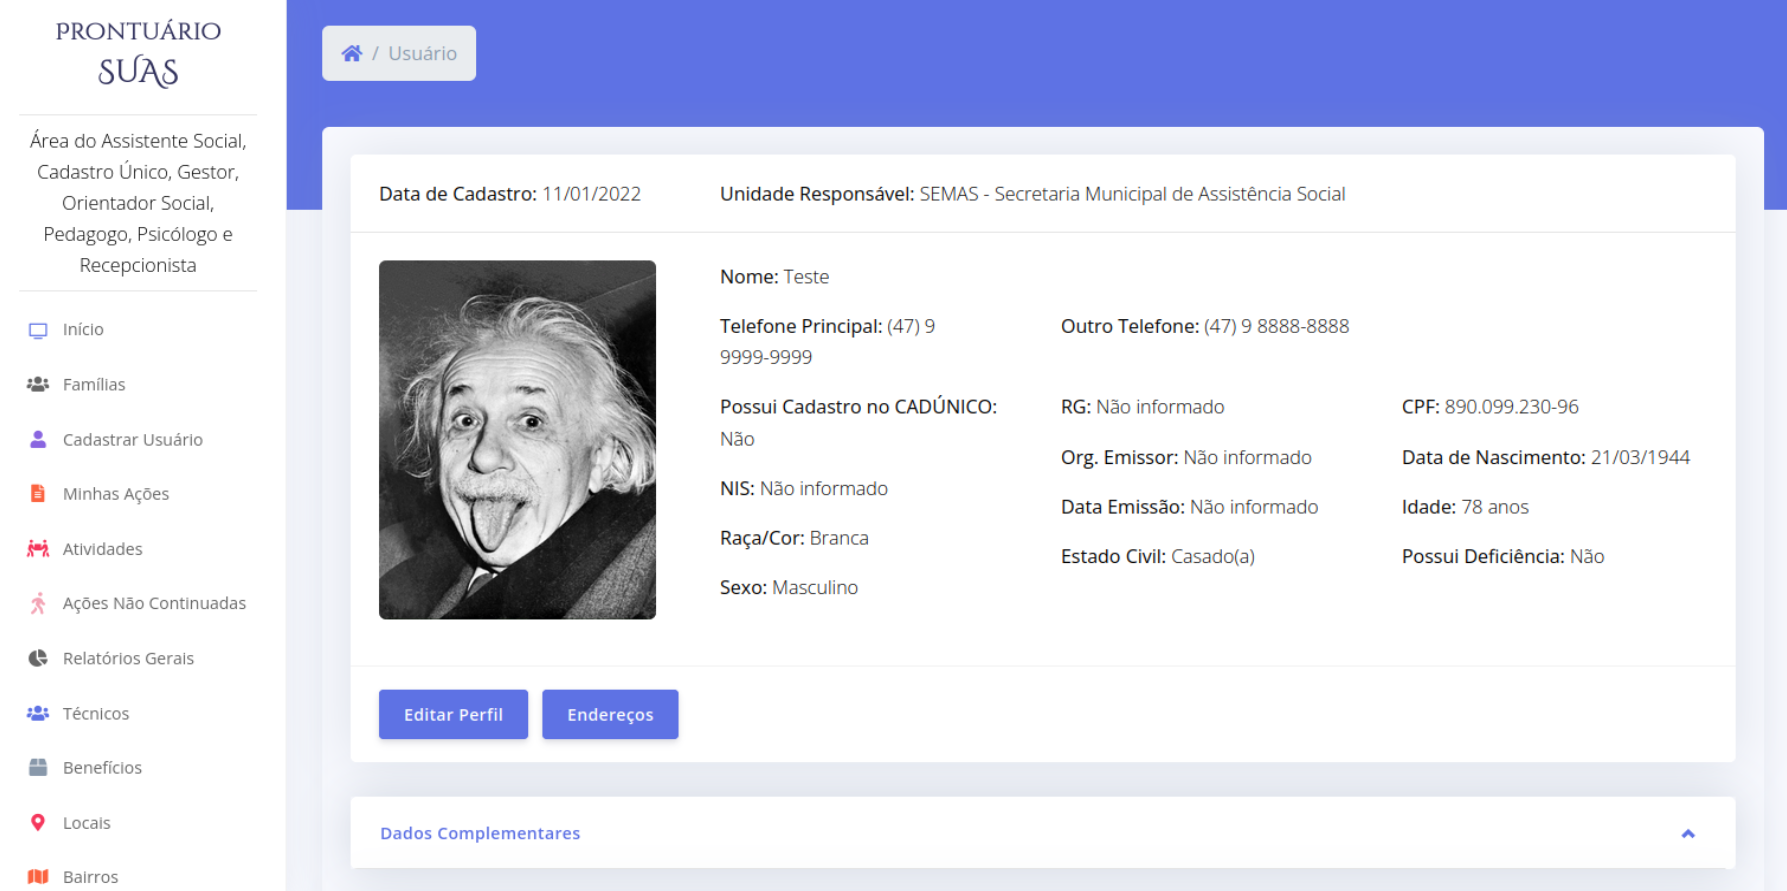 PRONTUÁRIO
SUAS
Área do Assistente Social,
Cadastro Único, Gestor,
Orientador Social,
Pedagogo, Psicólogo e
Recepcionista
Início
Famílias
Cadastrar Usuário
Minhas Ações
Atividades
Ações Não Continuadas
Relatórios Gerais
Técnicos
Benefícios
Locais
Bairros
/ Usuário
Data de Cadastro: 11/01/2022
Unidade Responsável: SEMAS - Secretaria Municipal de Assistência Social
Nome: Teste
Telefone Principal: (47) 9
9999-9999
Outro Telefone: (47) 9 8888-8888
Possui Cadastro no CADÚNICO:
Não
NIS: Não informado
Raça/Cor: Branca
Sexo: Masculino
RG: Não informado
Org. Emissor: Não informado
Data Emissão: Não informado
Estado Civil: Casado(a)
CPF: 890.099.230-96
Data de Nascimento: 21/03/1944
Idade: 78 anos
Possui Deficiência: Não
Editar Perfil
Endereços
Dados Complementares